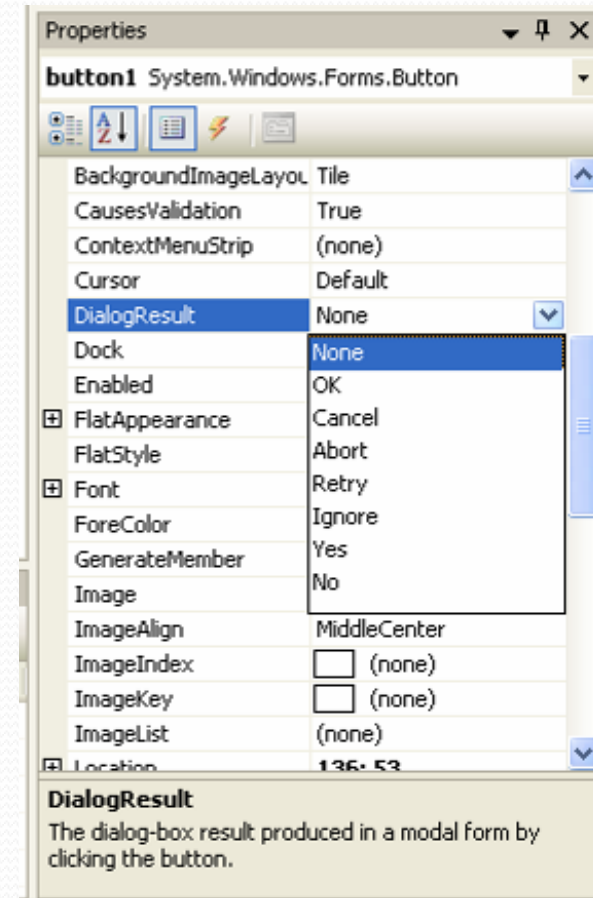 Properties
button1 System.Windows.Forms.Button
BackgroundImageLayou Tile
CausesValidation True
ContextMenuStrip (none)
Cursor Default
DialogResult None
Dock None
Enabled OK
FlatAppearance Cancel
FlatStyle Abort
Font Retry
ForeColor Ignore
GenerateMember Yes
Image No
ImageAlign MiddleCenter
ImageIndex (none)
ImageKey (none)
ImageList (none)
Location 136; 53
DialogResult
The dialog-box result produced in a modal form by
clicking the button.